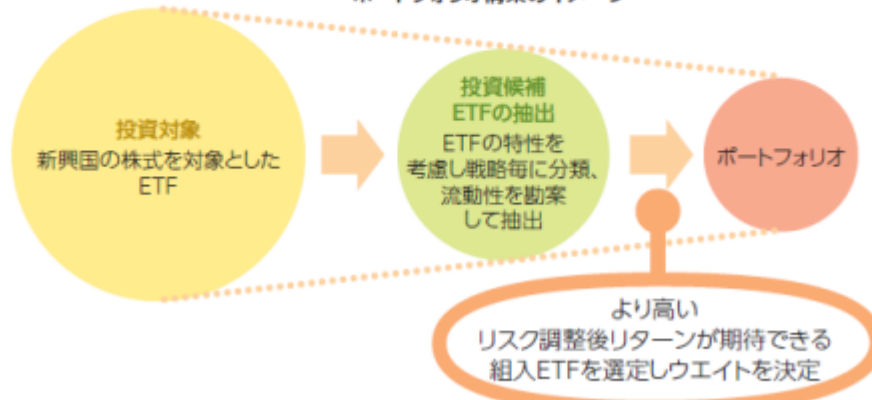 投資対象
新興国の株式を対象とした
ETF
投資候補
ETFの抽出
ETFの特性を
考慮し戦略毎に分類、
流動性を勘案
して抽出
ポートフォリオ
より高い
リスク調整後リターンが期待できる
組入ETFを選定しウエイトを決定